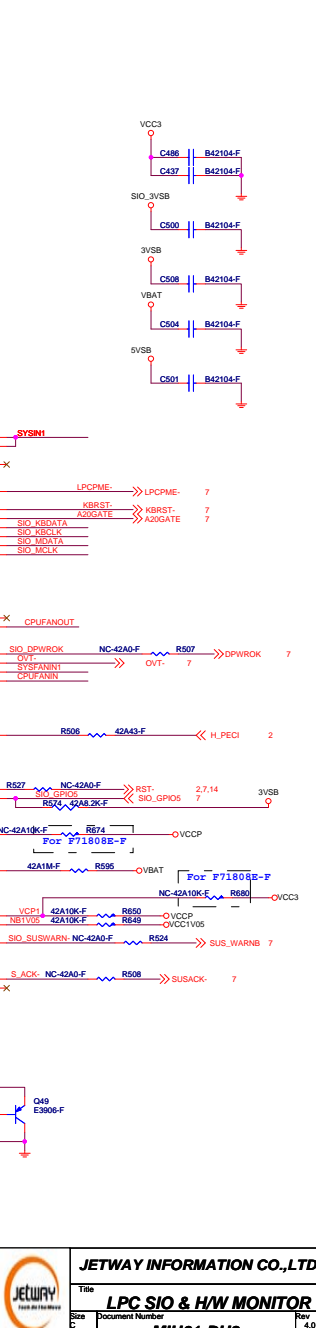 VCC3
C486 B42104-F
C437 B42104-F
SIO_3VSB
C500 B42104-F
3VSB
C508 B42104-F
VBAT
C504 B42104-F
5VSB
C501 B42104-F
SYSIN1
LPCPME- LPCPME- 7
KBRST- KBRST- 7
A20GATE A20GATE 7
SIO_KBDATA
SIO_KBCLK
SIO_MDATA
SIO_MCLK
CPUFANOUT
SIO_DPWROK NC-42A0-F R507 DPWROK 7
OVT- OVT- 7
SYSFANIN1
CPUFANIN
R506 42A43-F H_PECI 2
R527 NC-42A0-F RST- 2,7,14
SIO_GPIO5 SIO_GPIO5 7
R574 42A8.2K-F 3VSB
NC-42A10K-F R674 VCCP
For F71808E-F
42A1M-F R595 VBAT
For F71808E-F
NC-42A10K-F R680 VCC3
VCP1 42A10K-F R650 VCCP
NB1V05 42A10K-F R649 VCC1V05
SIO_SUSWARN- NC-42A0-F R524 SUS_WARNB 7
S_ACK- NC-42A0-F R508 SUSACK- 7
Q49
E3906-F
JETWAY
JETWAY INFORMATION CO.,LTD
Title
LPC SIO & H/W MONITOR
Size Document Number Rev
C 4.0